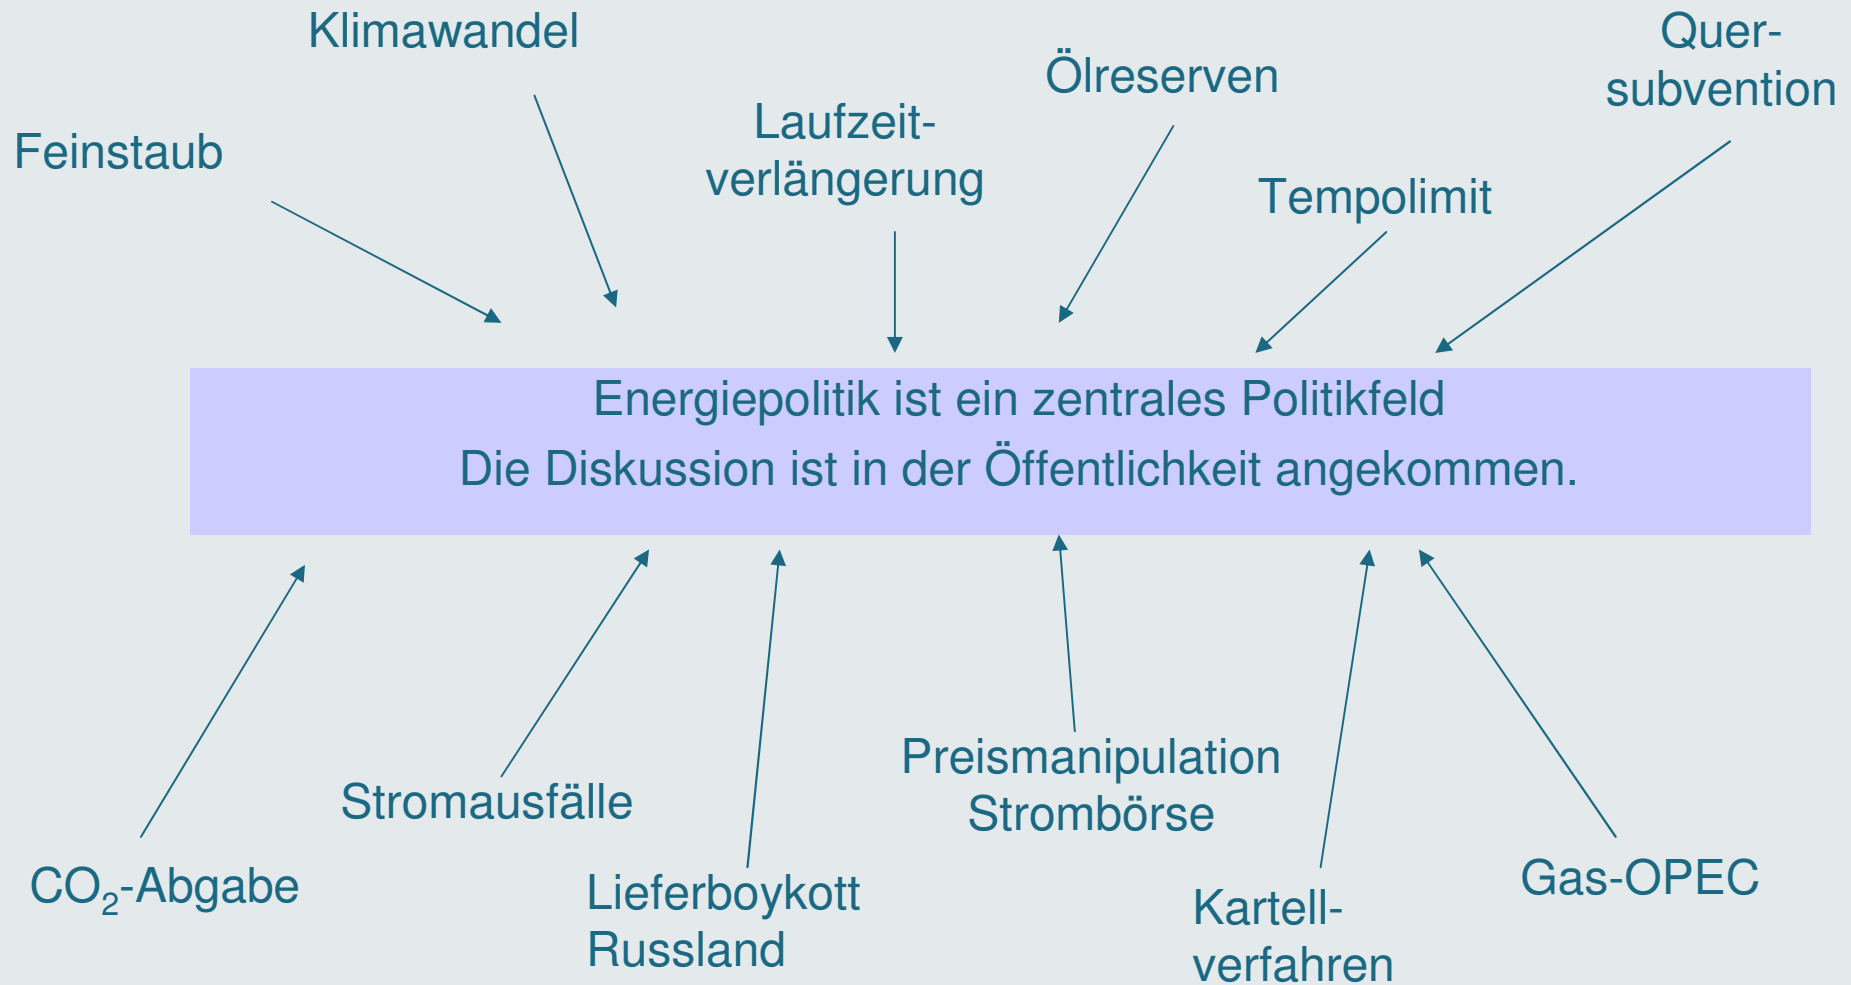 Klimawandel
Feinstaub
Laufzeit-
verlängerung
Ölreserven
Tempolimit
Quer-
subvention
Energiepolitik ist ein zentrales Politikfeld
Die Diskussion ist in der Öffentlichkeit angekommen.
CO₂-Abgabe
Stromausfälle
Lieferboykott
Russland
Preismanipulation
Strombörse
Kartell-
verfahren
Gas-OPEC